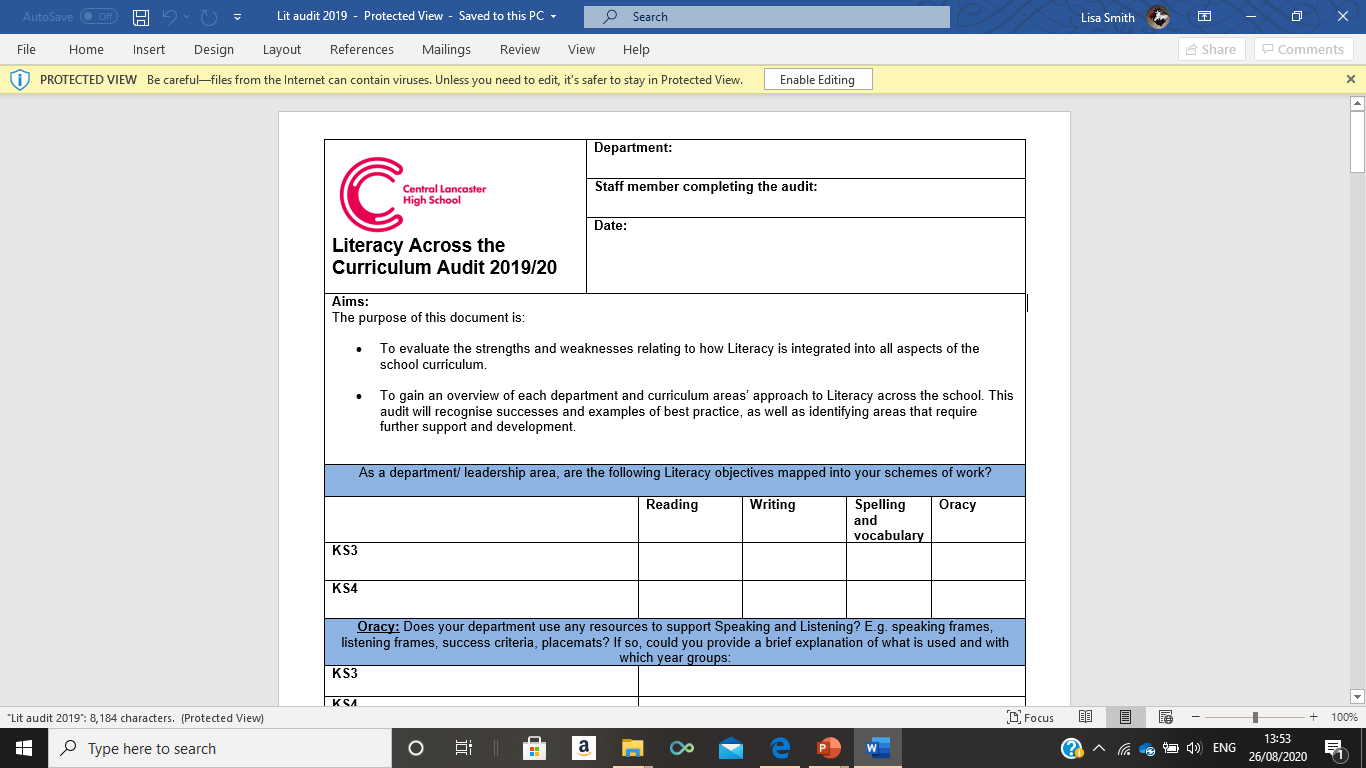 AutoSave Off
Lit audit 2019 - Protected View - Saved to this PC
Search
Lisa Smith
File Home Insert Design Layout References Mailings Review View Help
Share Comments
PROTECTED VIEW Be careful—files from the Internet can contain viruses. Unless you need to edit, it's safer to stay in Protected View. Enable Editing
Central Lancaster
High School
Literacy Across the
Curriculum Audit 2019/20
Department:
Staff member completing the audit:
Date:
Aims:
The purpose of this document is:
• To evaluate the strengths and weaknesses relating to how Literacy is integrated into all aspects of the
school curriculum.
• To gain an overview of each department and curriculum areas' approach to Literacy across the school. This
audit will recognise successes and examples of best practice, as well as identifying areas that require
further support and development.
As a department/ leadership area, are the following Literacy objectives mapped into your schemes of work?
Reading Writing Spelling Oracy
and
vocabulary
KS3
KS4
Oracy: Does your department use any resources to support Speaking and Listening? E.g. speaking frames,
listening frames, success criteria, placemats? If so, could you provide a brief explanation of what is used and with
which year groups:
KS3
KS4
"Lit audit 2019": 8,184 characters. (Protected View)
Focus
100%
Type here to search
a
P
W
ENG
13:53
26/08/2020
1